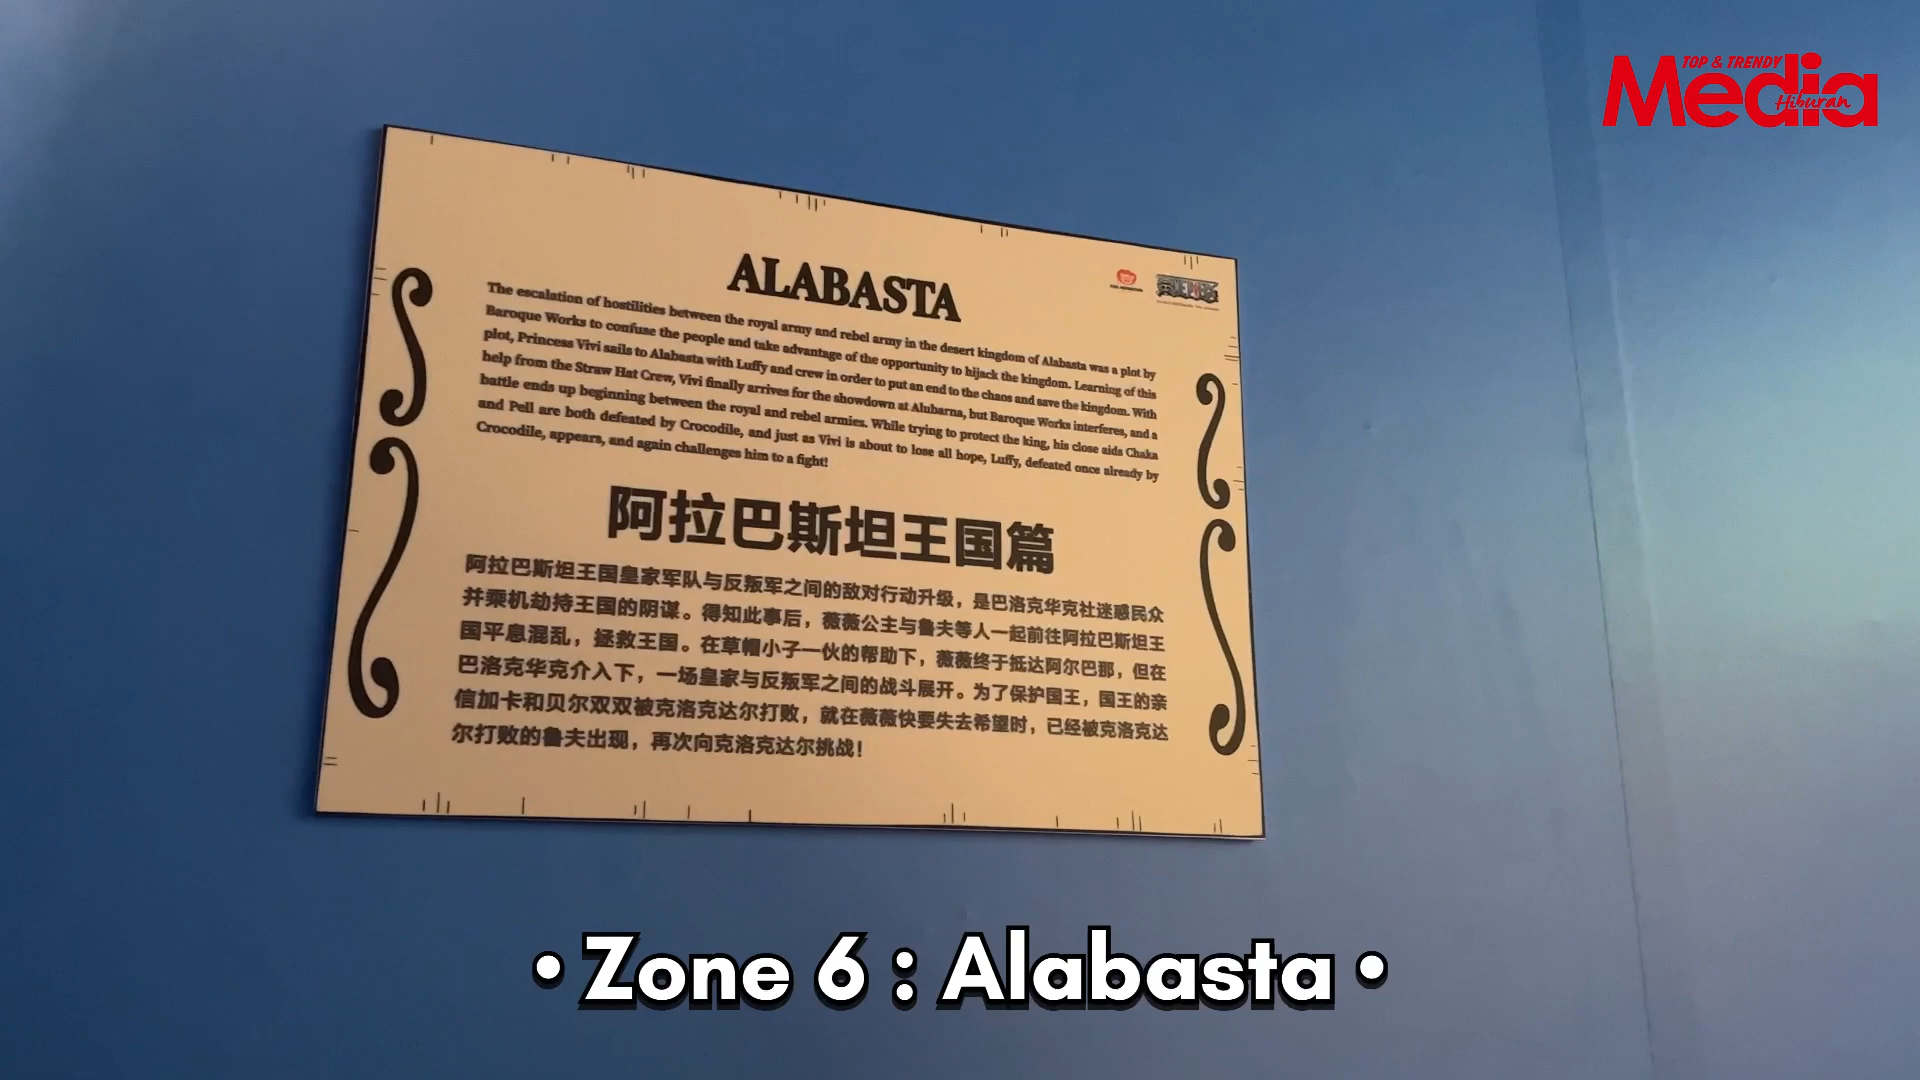 TOP & TRENDY
Media
Hiburan
ALABASTA
The escalation of hostilities between the royal army and rebel army in the desert kingdom of Alabasta was a plot by
Baroque Works to confuse the people and take advantage of the opportunity to hijack the kingdom. Learning of this
plot, Princess Vivi sails to Alabasta with Luffy and crew in order to put an end to the chaos and save the kingdom. With
help from the Straw Hat Crew, Vivi finally arrives for the showdown at Alubarna, but Baroque Works interferes, and a
battle ends up beginning between the royal and rebel armies. While trying to protect the king, his close aids Chaka
and Pell are both defeated by Crocodile, and just as Vivi is about to lose all hope, Luffy, defeated once already by
Crocodile, appears, and again challenges him to a fight!
阿拉巴斯坦王国篇
阿拉巴斯坦王国皇家军队与反叛军之间的敌对行动升级，是巴洛克华克社迷惑民众
并乘机劫持王国的阴谋。得知此事后，薇薇公主与鲁夫等人一起前往阿拉巴斯坦王
国平息混乱，拯救王国。在草帽小子一伙的帮助下，薇薇终于抵达阿尔巴那，但在
巴洛克华克介入下，一场皇家与反叛军之间的战斗展开。为了保护国王，国王的亲
信加卡和贝尔双双被克洛克达尔打败，就在薇薇快要失去希望时，已经被克洛克达
尔打败的鲁夫出现，再次向克洛克达尔挑战！
• Zone 6 : Alabasta •